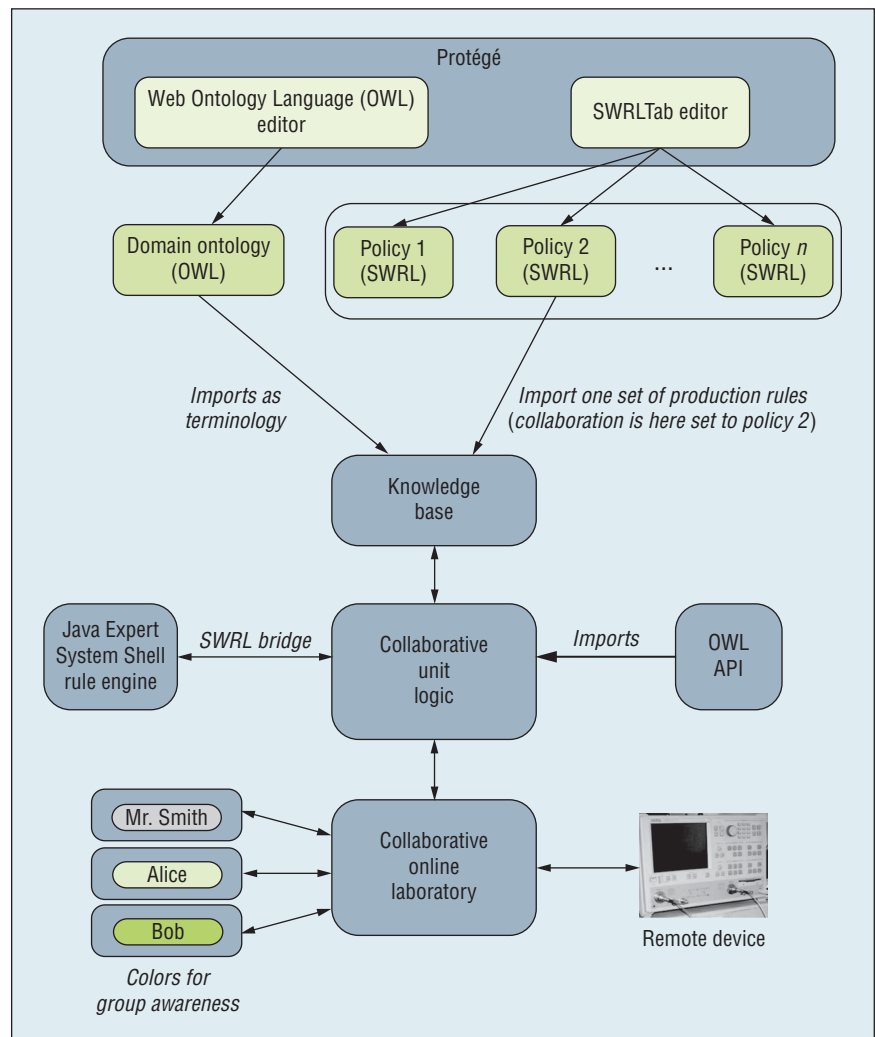 Protégé
Web Ontology Language (OWL)
editor
SWRLTab editor
Domain ontology
(OWL)
Policy 1
(SWRL)
Policy 2
(SWRL)
...
Policy n
(SWRL)
Imports as
terminology
Import one set of production rules
(collaboration is here set to policy 2)
Knowledge
base
Java Expert
System Shell
rule engine
SWRL bridge
Collaborative
unit
logic
Imports
OWL
API
Mr. Smith
Alice
Bob
Colors for
group awareness
Collaborative
online
laboratory
Remote device